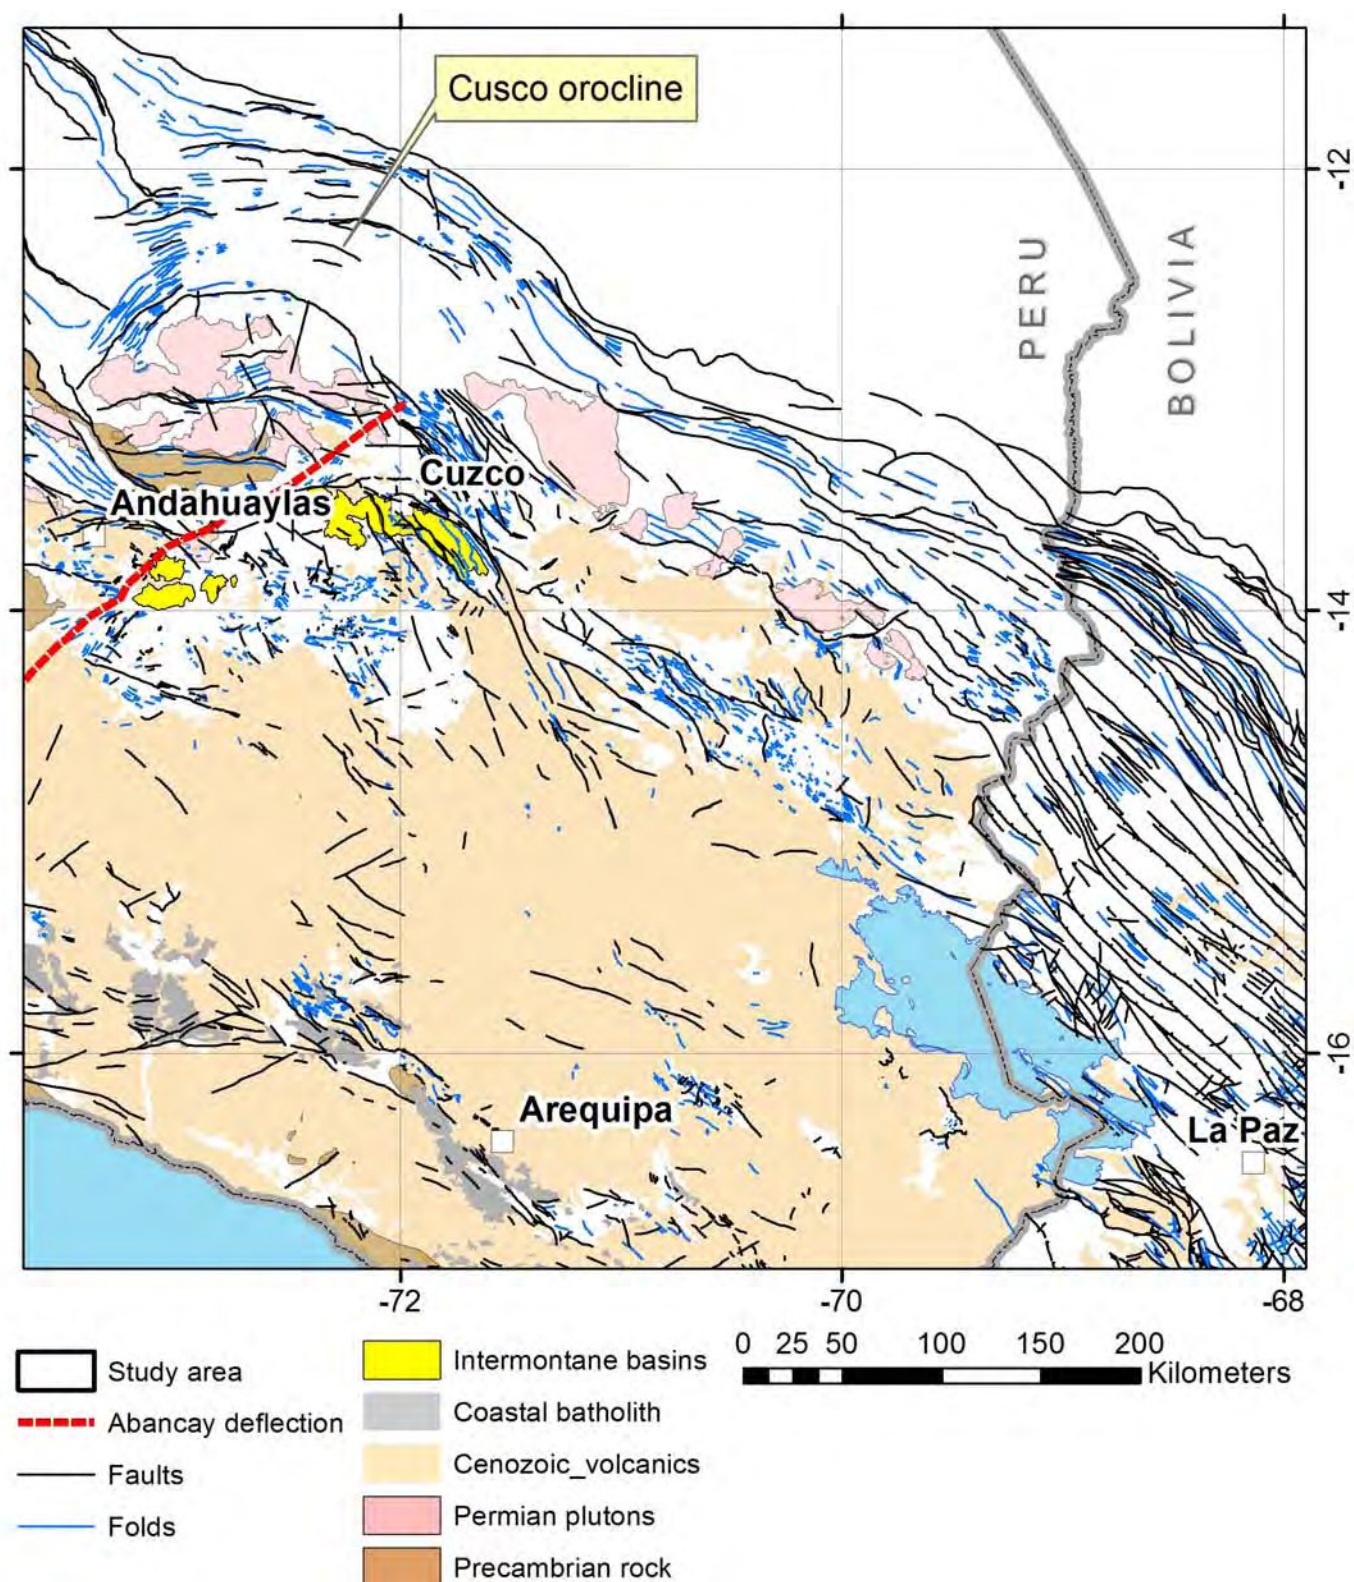 Cusco orocline
-12
PERU
BOLIVIA
Cuzco
Andahuaylas
-14
-16
Arequipa
La Paz
-72
-70
-68
Study area
Abancay deflection
Faults
Folds
Intermontane basins
Coastal batholith
Cenozoic_volcanics
Permian plutons
Precambrian rock
0 25 50 100 150 200
Kilometers